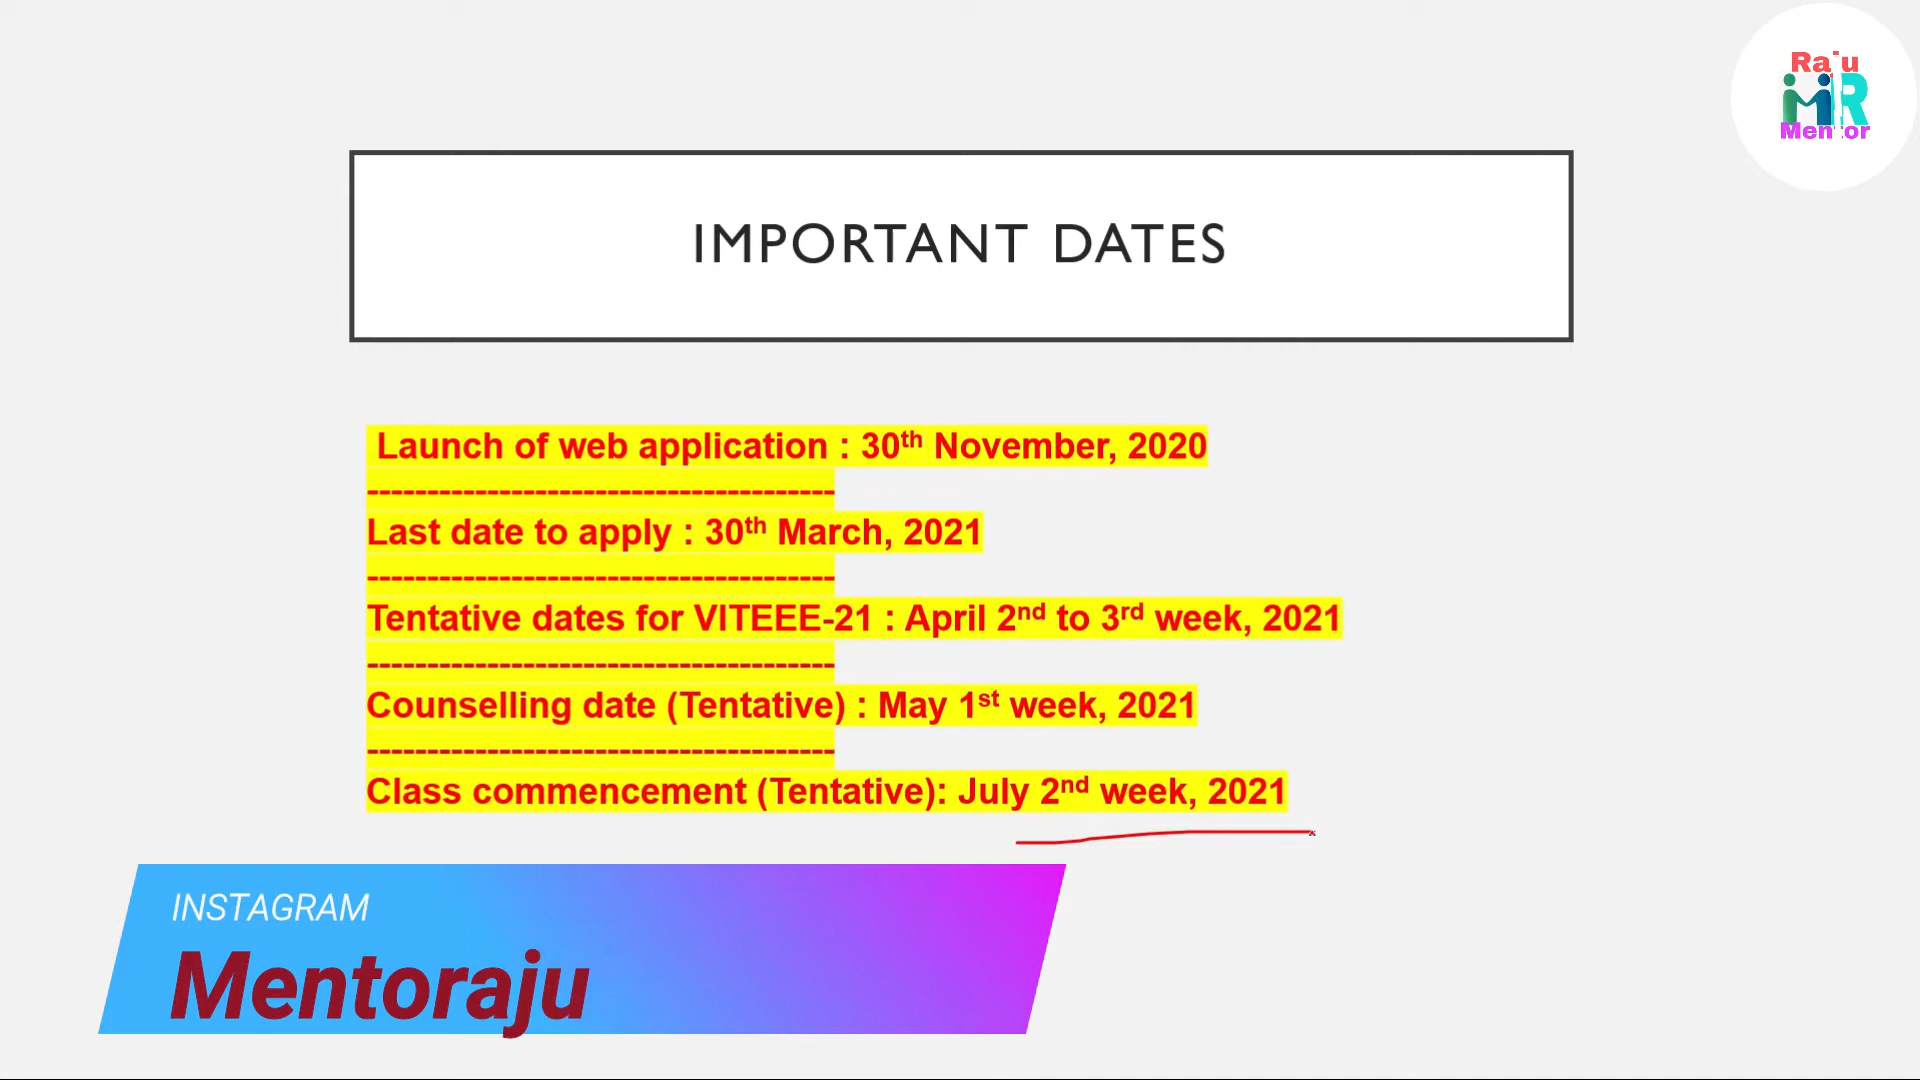 Raju
MR
Mentor
IMPORTANT DATES
Launch of web application : 30th November, 2020
---------------------------------------
Last date to apply : 30th March, 2021
---------------------------------------
Tentative dates for VITEEE-21 : April 2nd to 3rd week, 2021
---------------------------------------
Counselling date (Tentative) : May 1st week, 2021
---------------------------------------
Class commencement (Tentative): July 2nd week, 2021
INSTAGRAM
Mentoraju